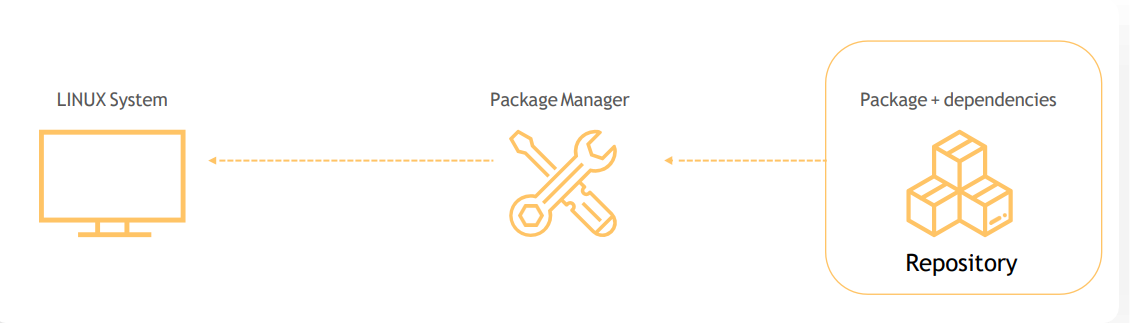 LINUX System
Package Manager
Package + dependencies
Repository